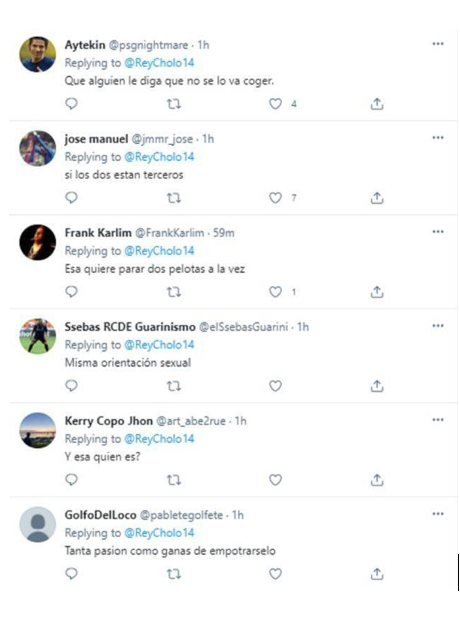 Aytekin @psgnightmare · 1h
Replying to @ReyCholo14
Que alguien le diga que no se lo va coger.
4
jose manuel @jmmr_jose · 1h
Replying to @ReyCholo14
si los dos estan terceros
7
Frank Karlim @FrankKarlim · 59m
Replying to @ReyCholo14
Esa quiere parar dos pelotas a la vez
1
Ssebas RCDE Guarinismo @elSsebasGuarini · 1h
Replying to @ReyCholo14
Misma orientación sexual
Kerry Copo Jhon @art_abe2rue · 1h
Replying to @ReyCholo14
Y esa quien es?
GolfoDelLoco @pabletegolfete · 1h
Replying to @ReyCholo14
Tanta pasion como ganas de empotrarselo